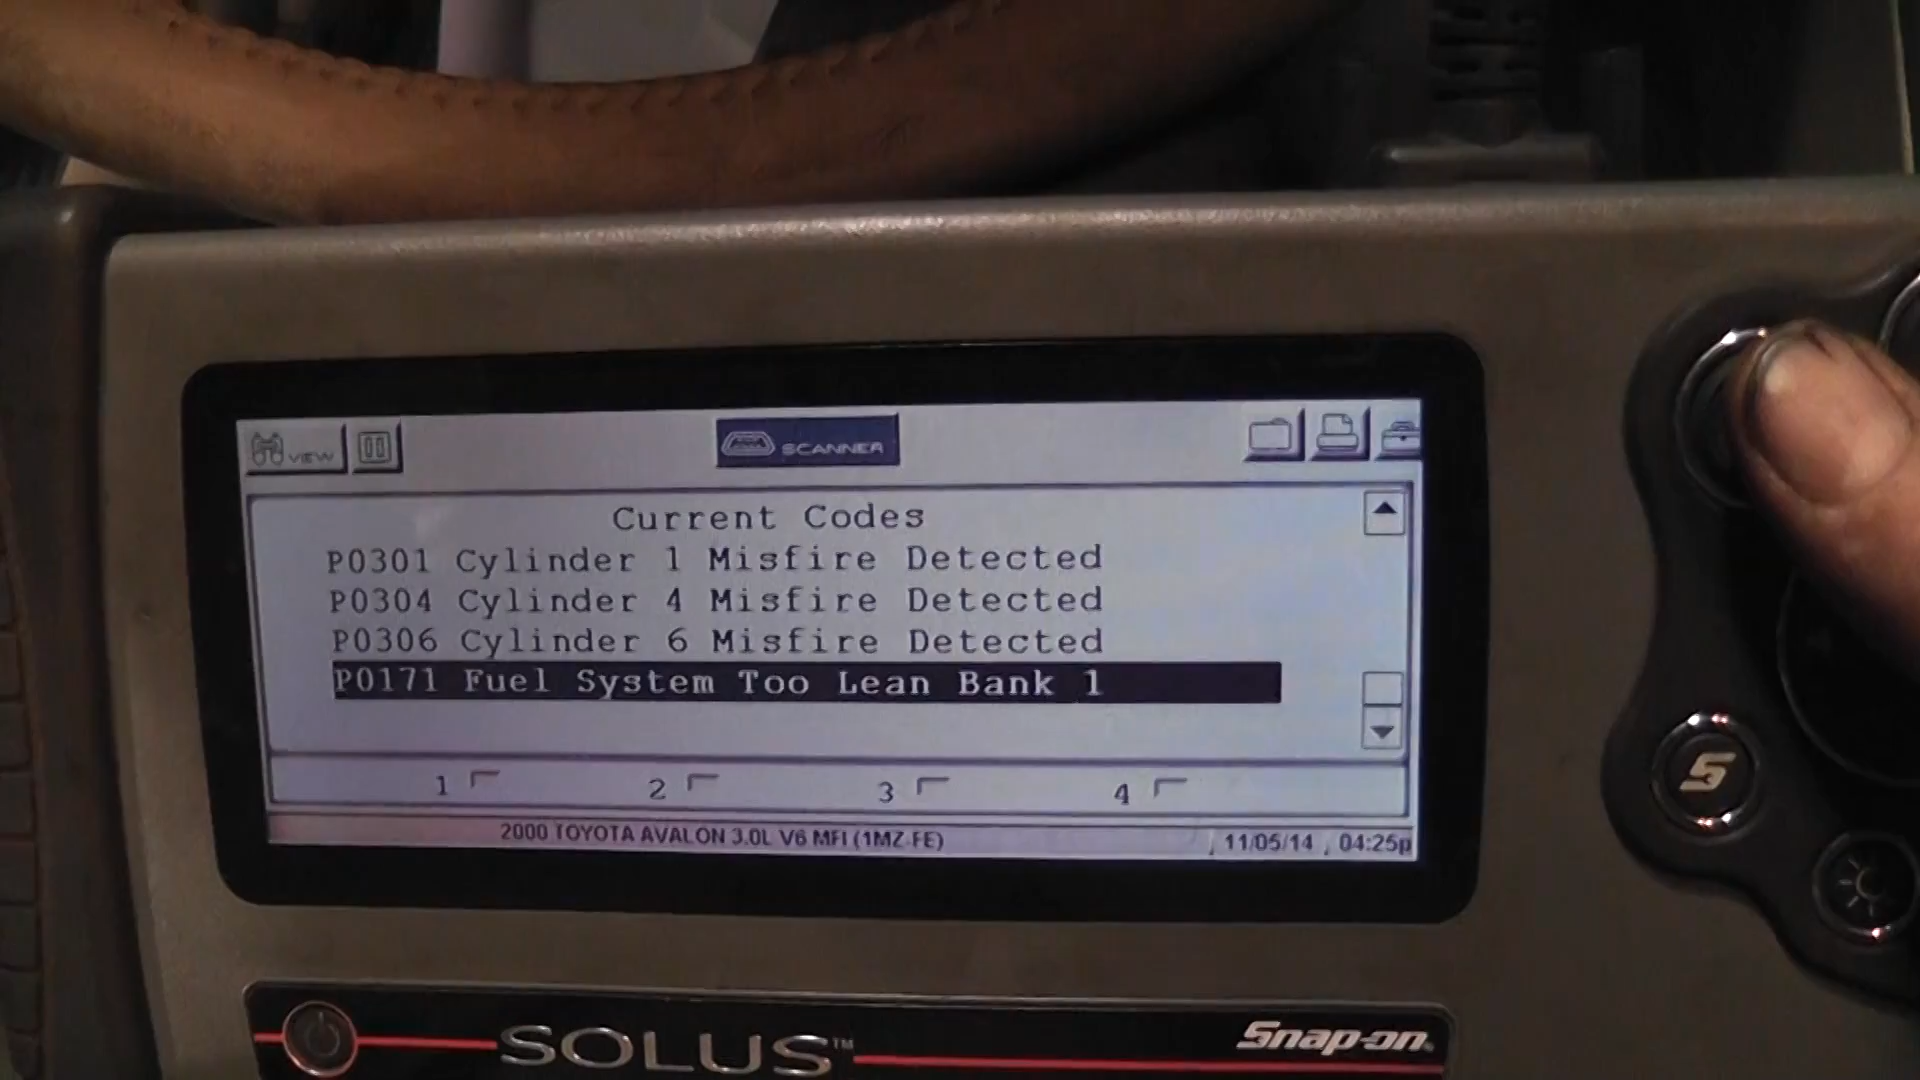 VIEW
SCANNER
Current Codes
P0301 Cylinder 1 Misfire Detected
P0304 Cylinder 4 Misfire Detected
P0306 Cylinder 6 Misfire Detected
P0171 Fuel System Too Lean Bank 1
1 2 3 4
2000 TOYOTA AVALON 3.0L V6 MFI (1MZ-FE) 11/05/14 04:25p
S
SOLUS™ Snap-on